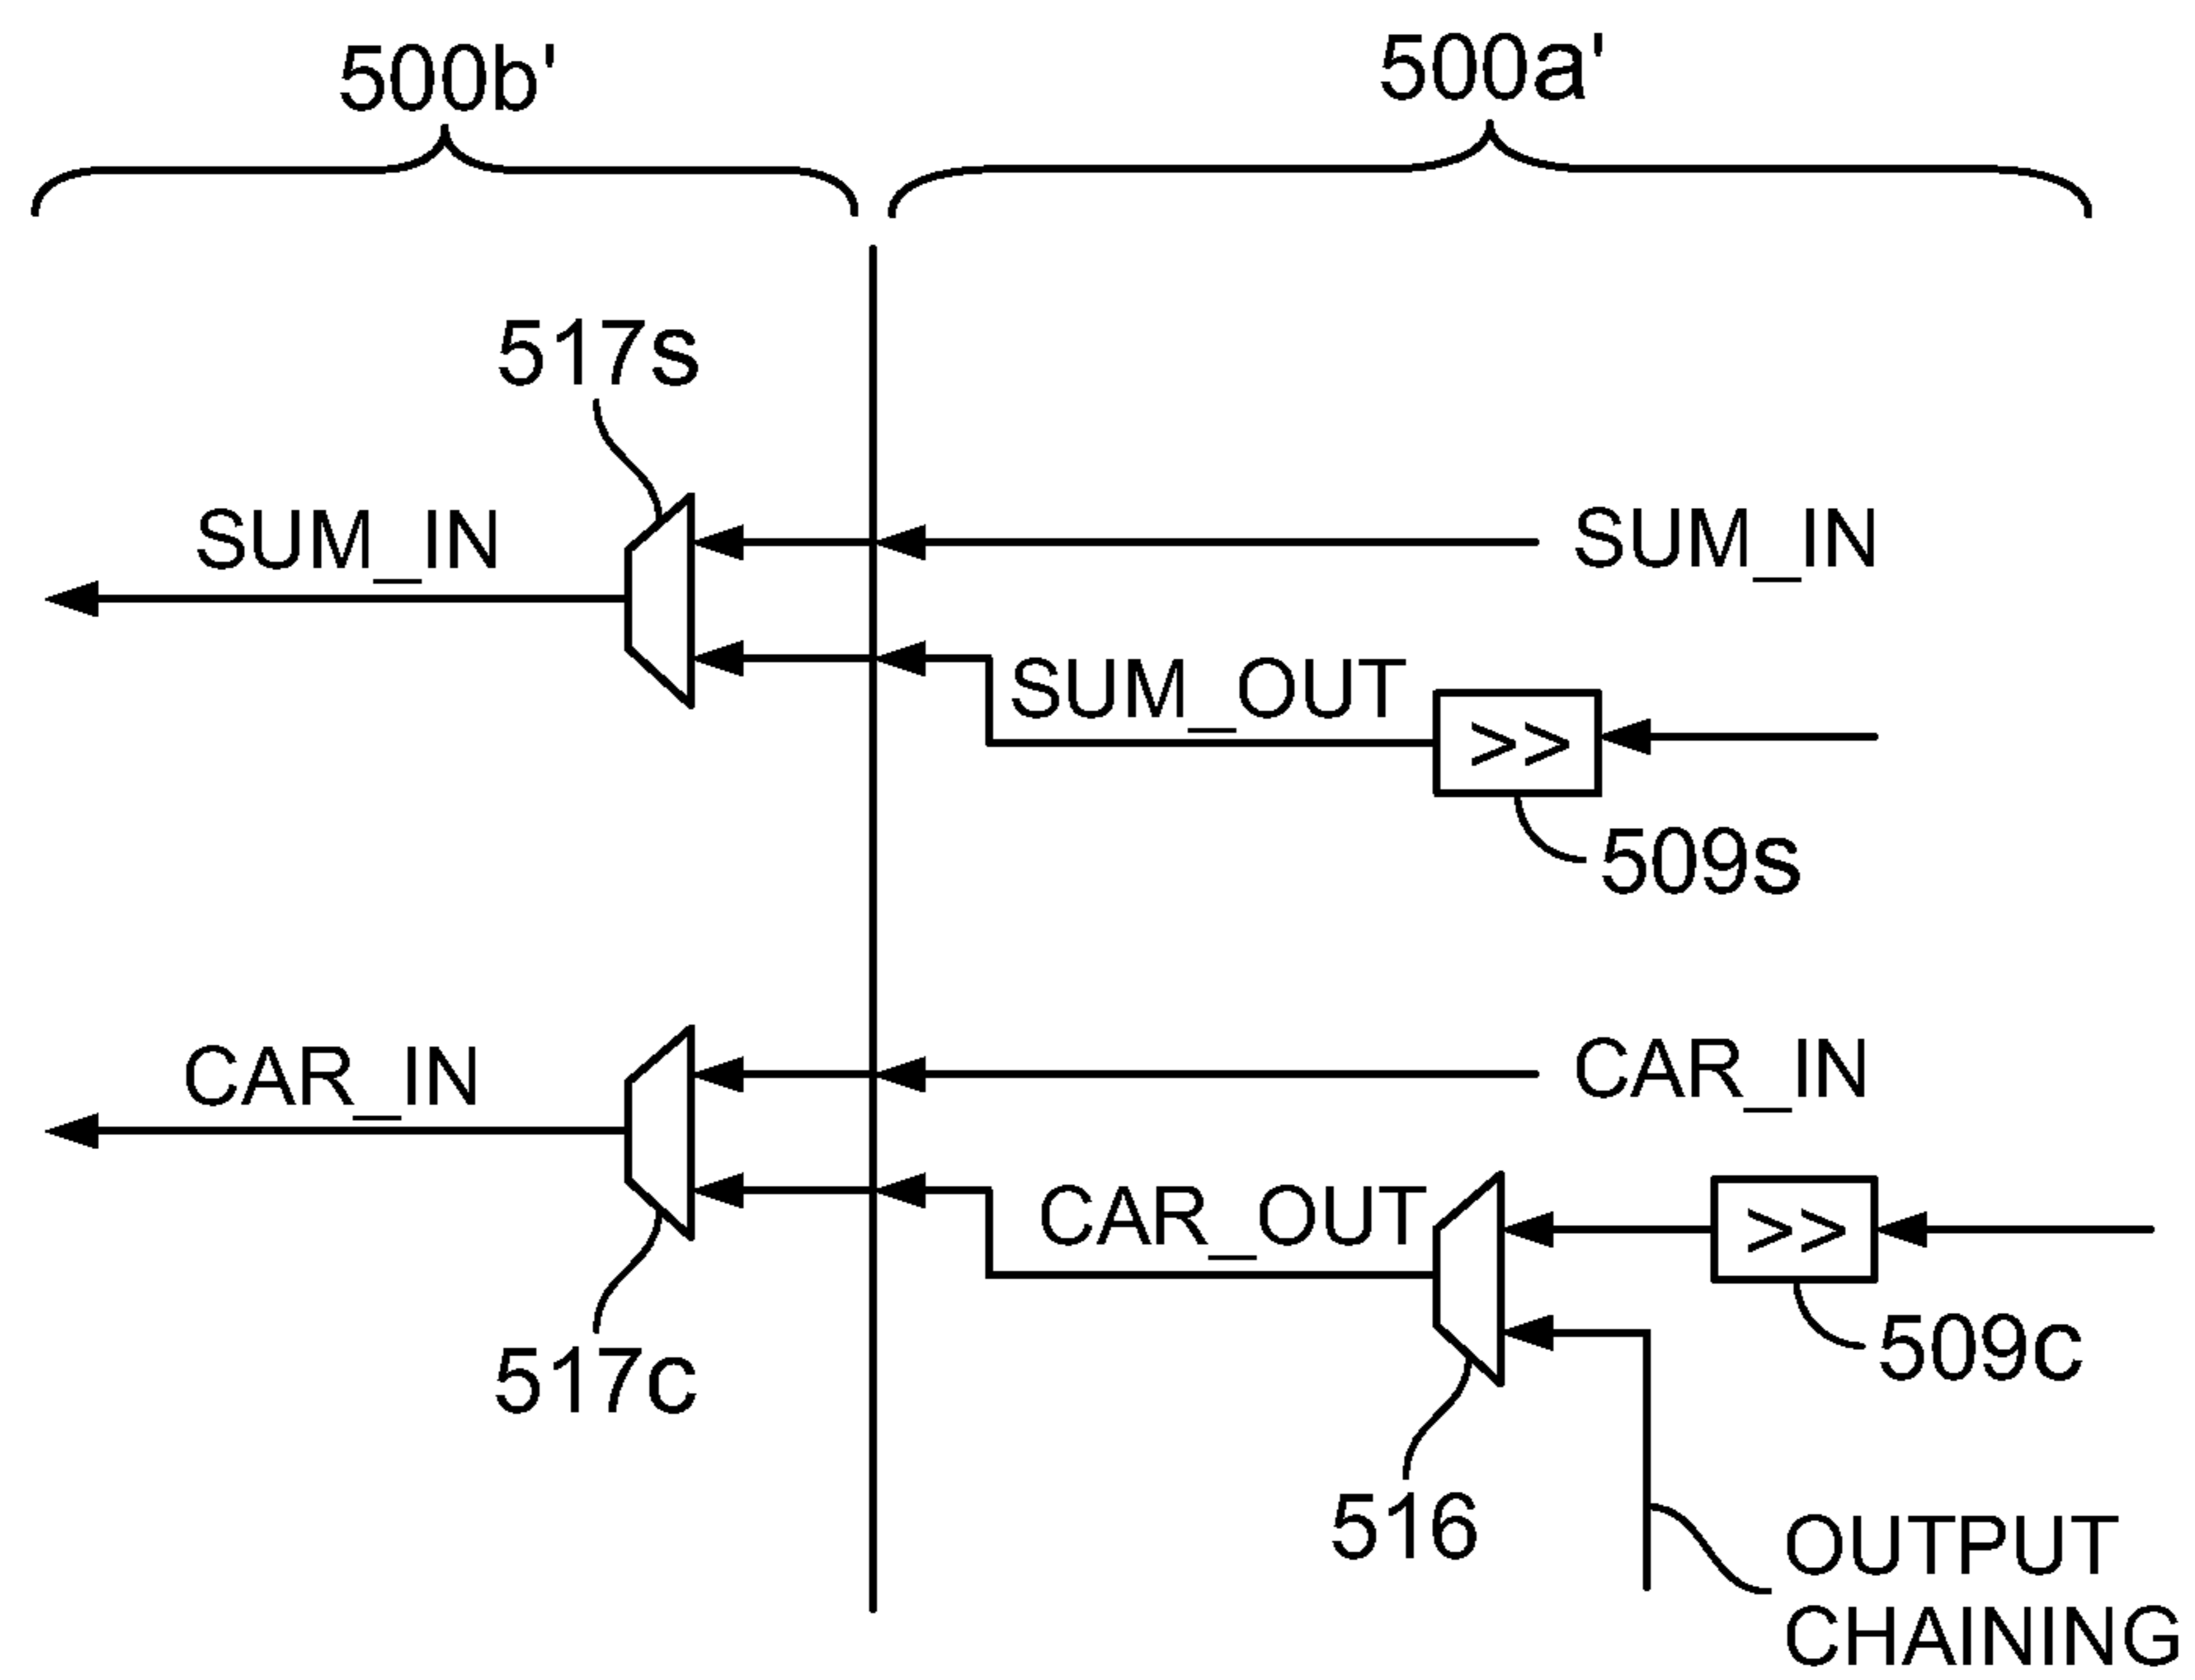 500b'
500a'
517s
SUM_IN
SUM_IN
SUM_OUT
>>
509s
CAR_IN
CAR_IN
CAR_OUT
>>
509c
517c
516
OUTPUT
CHAINING